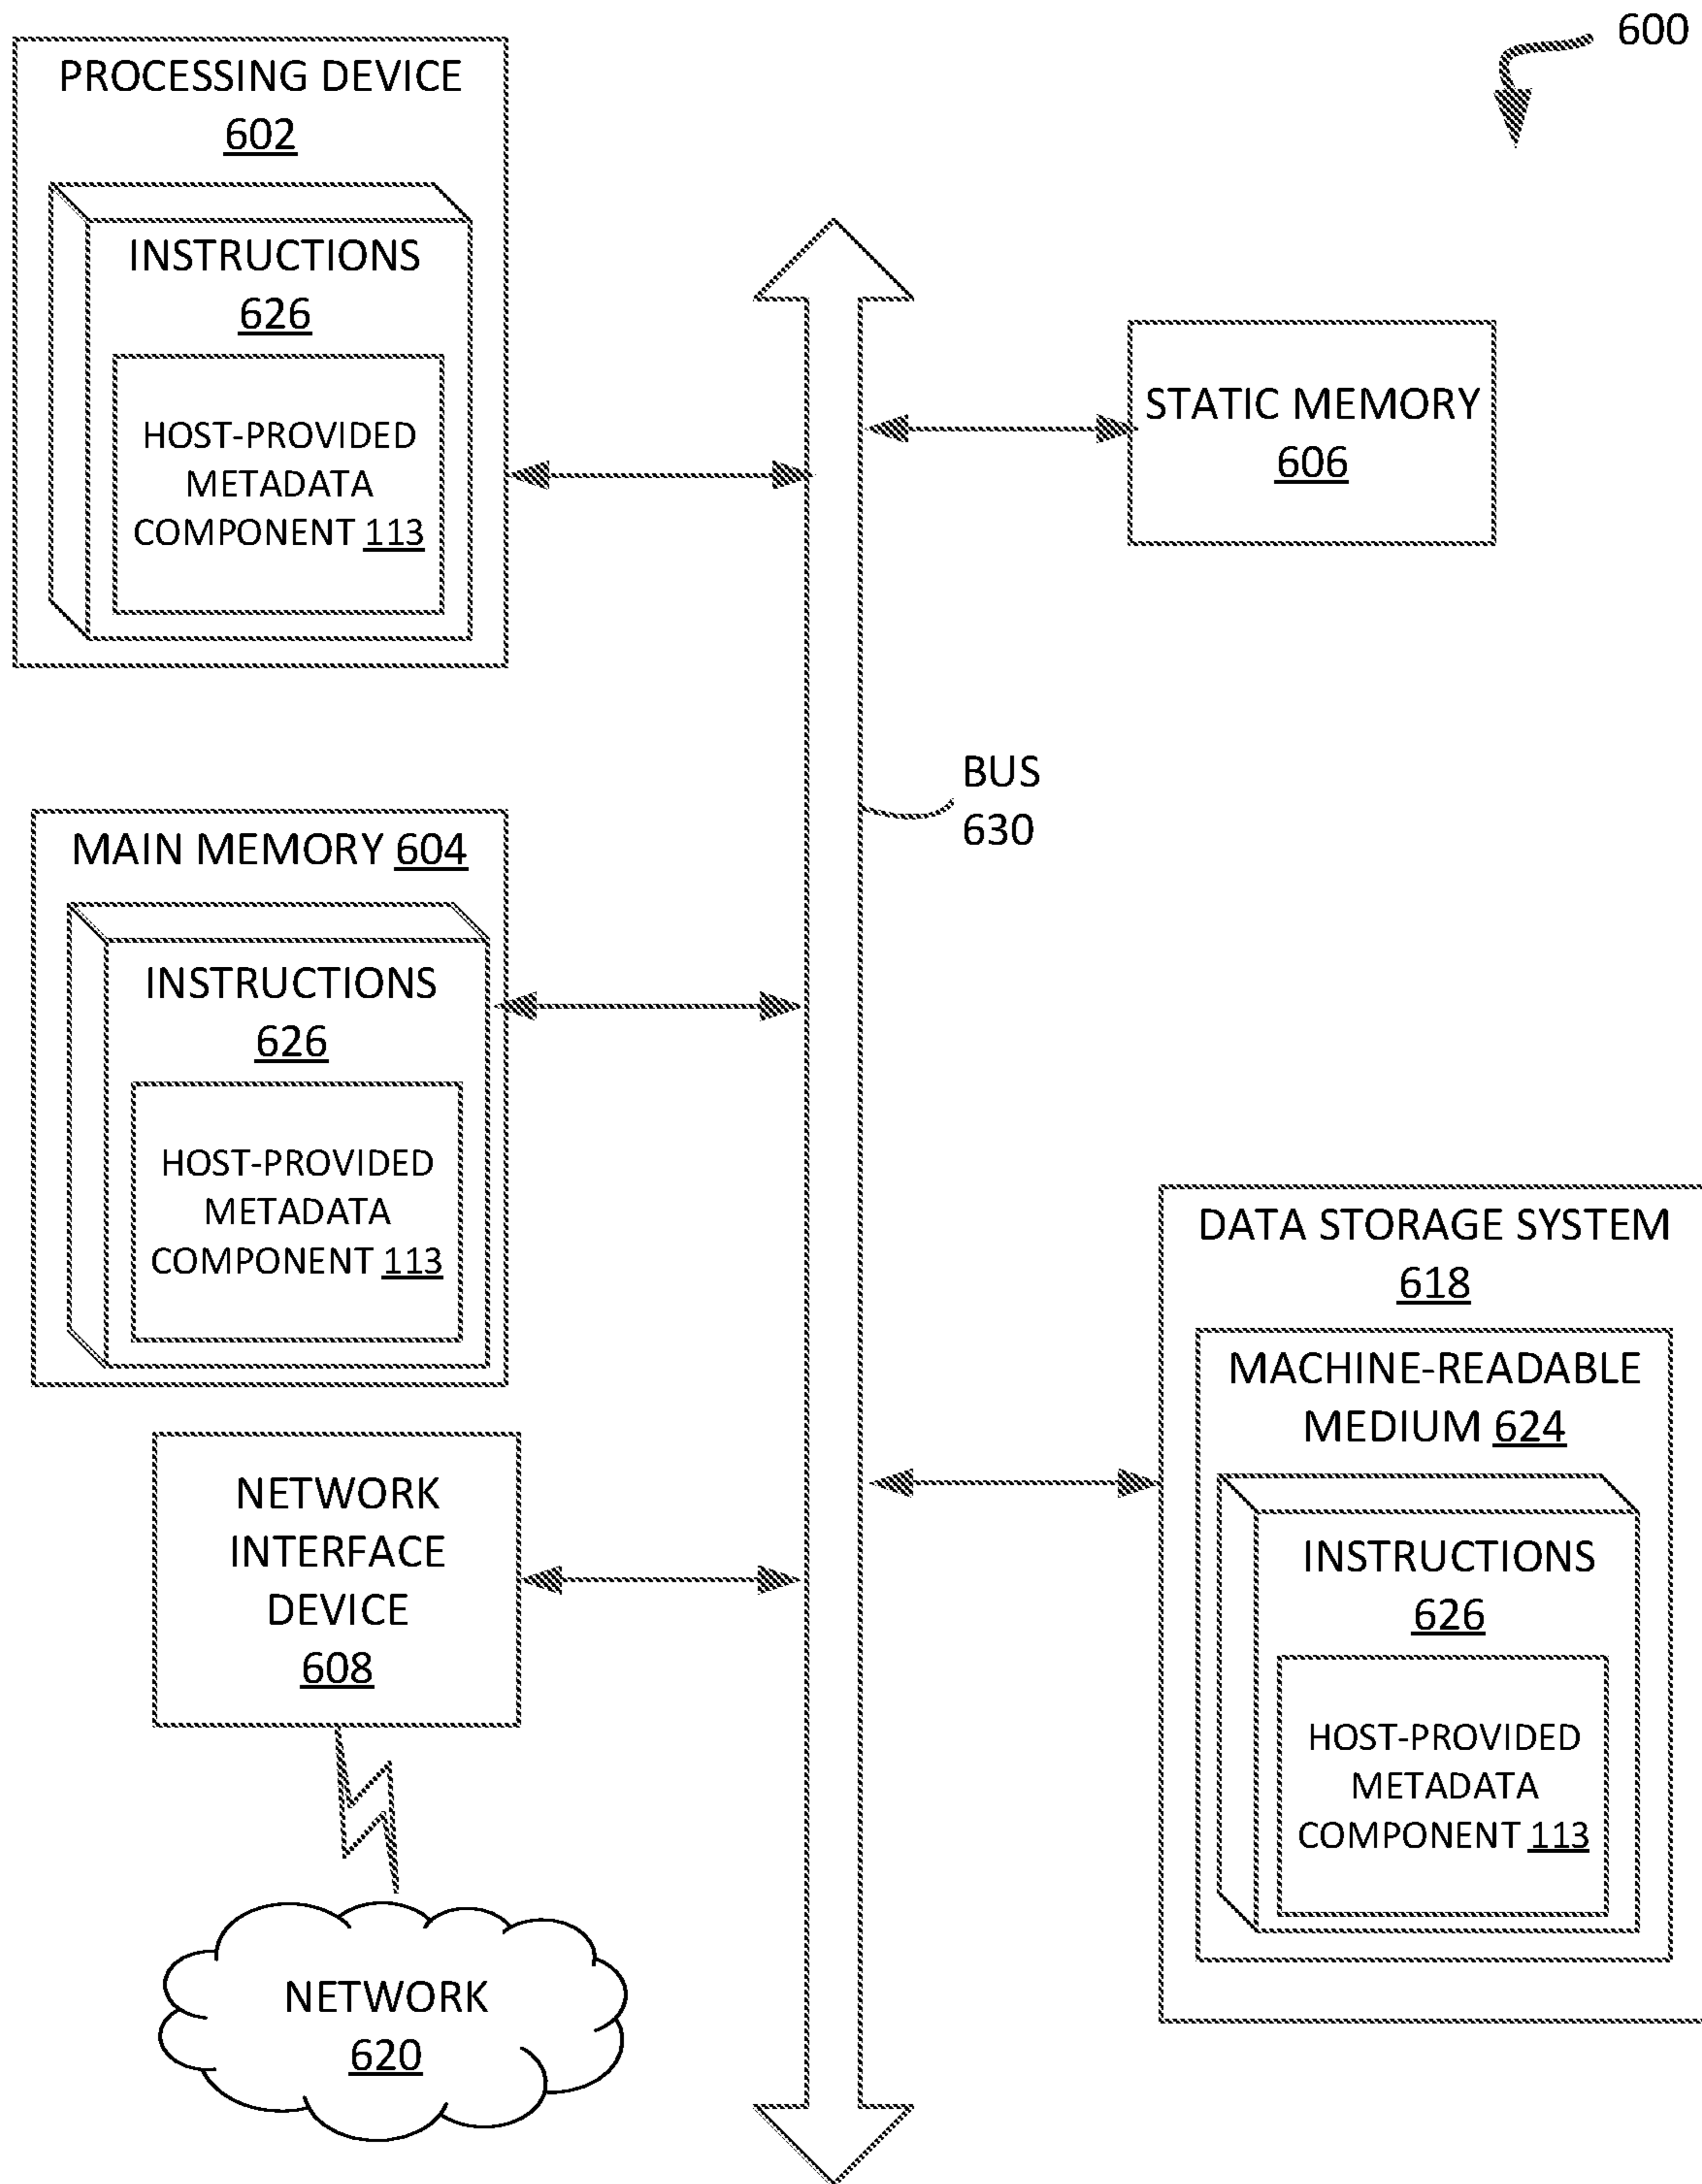 600
PROCESSING DEVICE
602
INSTRUCTIONS
626
HOST-PROVIDED
METADATA
COMPONENT 113
STATIC MEMORY
606
BUS
630
MAIN MEMORY 604
INSTRUCTIONS
626
HOST-PROVIDED
METADATA
COMPONENT 113
DATA STORAGE SYSTEM
618
MACHINE-READABLE
MEDIUM 624
INSTRUCTIONS
626
HOST-PROVIDED
METADATA
COMPONENT 113
NETWORK
INTERFACE
DEVICE
608
NETWORK
620